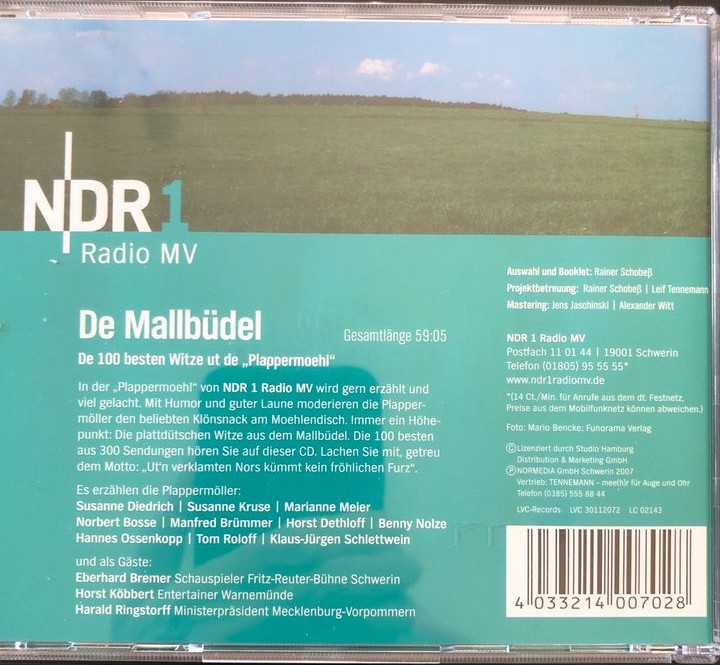 NDR 1
Radio MV
De Mallbüdel
Gesamtlänge 59:05
De 100 besten Witze ut de „Plappermoehl“
In der „Plappermoehl“ von NDR 1 Radio MV wird gern erzählt und
viel gelacht. Mit Humor und guter Laune moderieren die Plapper-
möller den beliebten Klönsnack am Moehlendisch. Immer ein Höhe-
punkt: Die plattdütschen Witze aus dem Mallbüdel. Die 100 besten
aus 300 Sendungen hören Sie auf dieser CD. Lachen Sie mit, getreu
dem Motto: „Ut'n verklamten Nors kümmt kein fröhlichen Furz“.
Es erzählen die Plappermöller:
Susanne Diedrich | Susanne Kruse | Marianne Meier
Norbert Bosse | Manfred Brümmer | Horst Dethloff | Benny Nolze
Hannes Ossenkopp | Tom Roloff | Klaus-Jürgen Schlettwein
und als Gäste:
Eberhard Bremer Schauspieler Fritz-Reuter-Bühne Schwerin
Horst Köbbert Entertainer Warnemünde
Harald Ringstorff Ministerpräsident Mecklenburg-Vorpommern
Auswahl und Booklet: Rainer Schobeß
Projektbetreuung: Rainer Schobeß | Leif Tennemann
Mastering: Jens Jaschinski | Alexander Witt
NDR 1 Radio MV
Postfach 11 01 44 | 19001 Schwerin
Telefon (01805) 95 55 55*
www.ndr1radiomv.de
*(14 Ct./Min. für Anrufe aus dem dt. Festnetz,
Preise aus dem Mobilfunknetz können abweichen.)
Foto: Mario Bencke; Funorama Verlag
Ⓒ Lizenziert durch Studio Hamburg
Distribution & Marketing GmbH
Ⓟ NORMEDIA GmbH Schwerin 2007
Vertrieb: TENNEMANN - mee(h)r für Auge und Ohr
Telefon (0385) 555 88 44
LVC-Records LVC 30112072 LC 02143
4 033214 007028